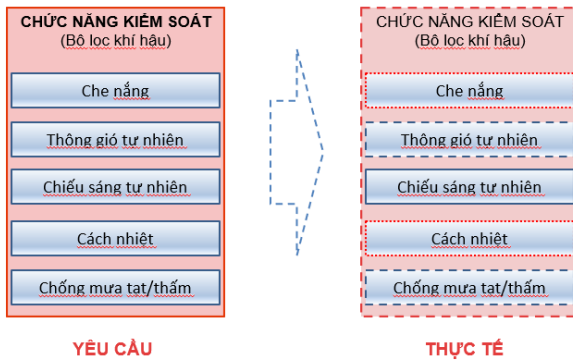 CHỨC NĂNG KIỂM SOÁT
(Bộ lọc khí hậu)
Che nắng
Thông gió tự nhiên
Chiếu sáng tự nhiên
Cách nhiệt
Chống mưa tạt/thấm
YÊU CẦU
CHỨC NĂNG KIỂM SOÁT
(Bộ lọc khí hậu)
Che nắng
Thông gió tự nhiên
Chiếu sáng tự nhiên
Cách nhiệt
Chống mưa tạt/thấm
THỰC TẾ